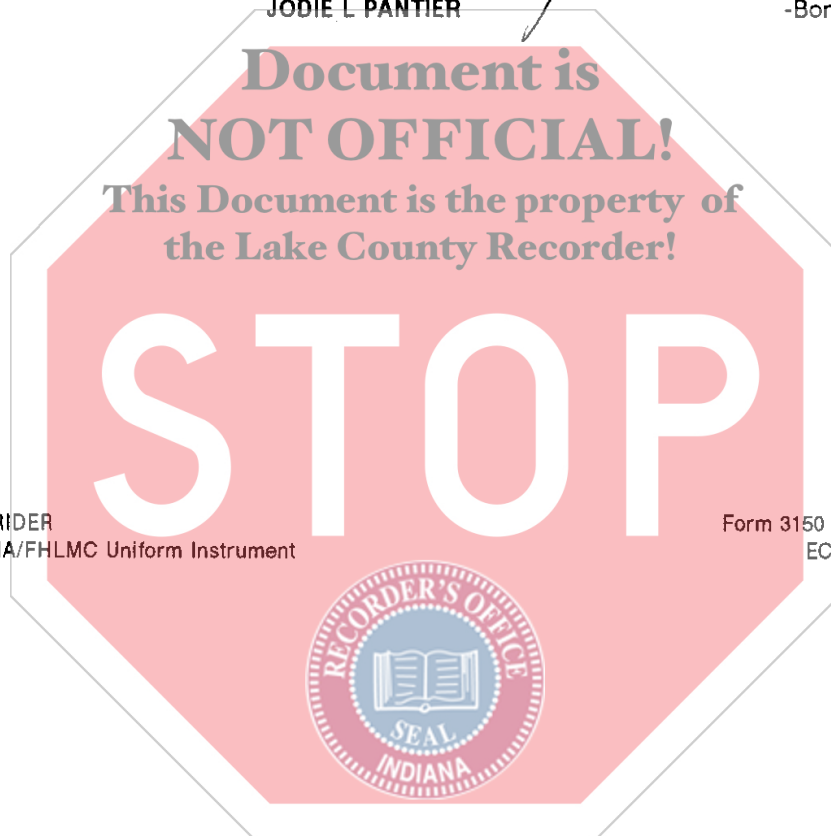 JODIE L PANTIER -Bor
Document is
NOT OFFICIAL!
This Document is the property of
the Lake County Recorder!
STOP
RIDER Form 3150
A/FHLMC Uniform Instrument EC
RECORDER'S OFFICE
SEAL
INDIANA